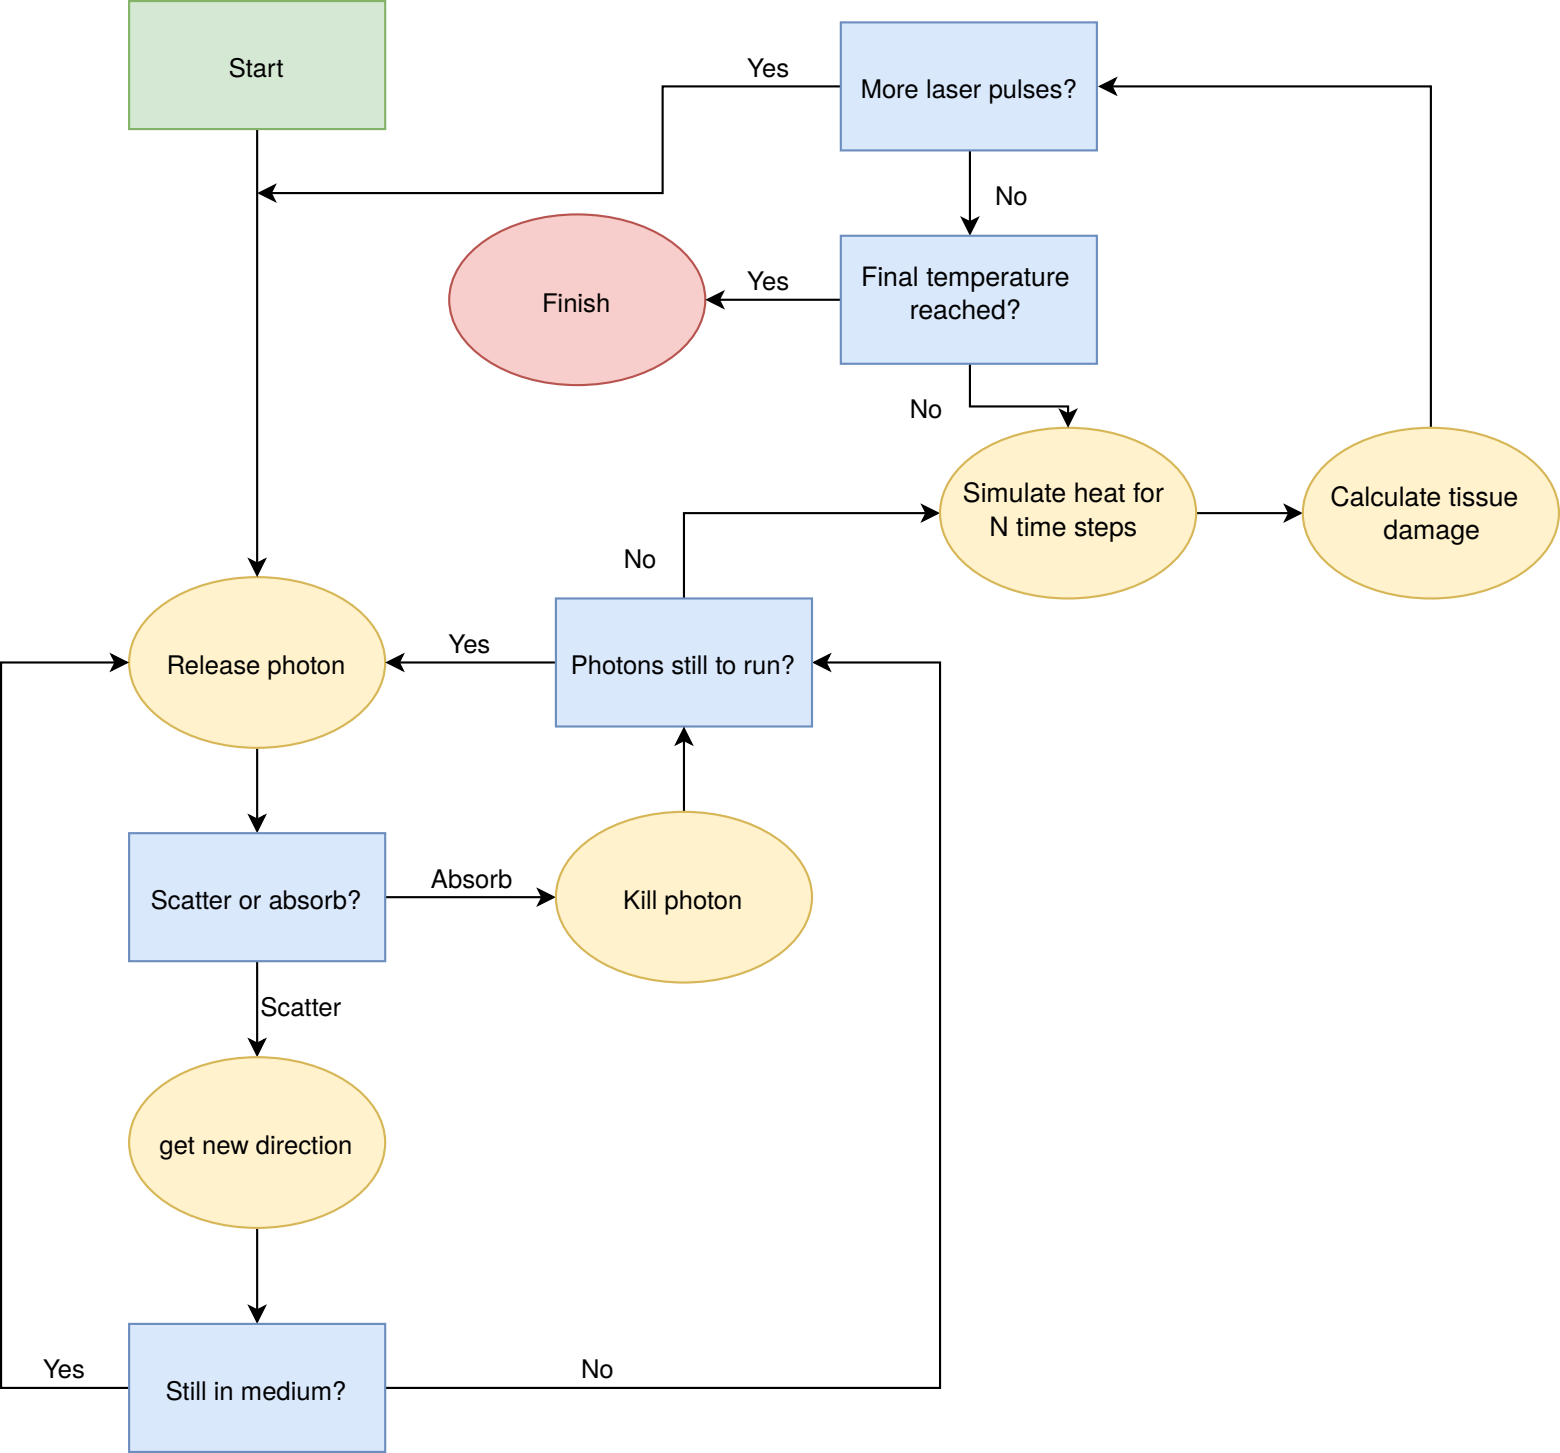 Start
Yes
More laser pulses?
No
Finish
Yes
Final temperature
reached?
No
Simulate heat for
N time steps
Calculate tissue
damage
No
Release photon
Yes
Photons still to run?
Scatter or absorb?
Absorb
Kill photon
Scatter
get new direction
Yes
Still in medium?
No